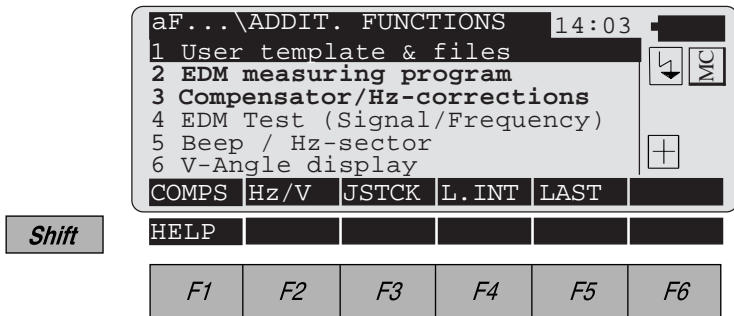 aF...\ADDIT. FUNCTIONS 14:03
1 User template & files
2 EDM measuring program
3 Compensator/Hz-corrections
4 EDM Test (Signal/Frequency)
5 Beep / Hz-sector
6 V-Angle display
MC
COMPS Hz/V JSTCK L.INT LAST
Shift HELP
F1 F2 F3 F4 F5 F6